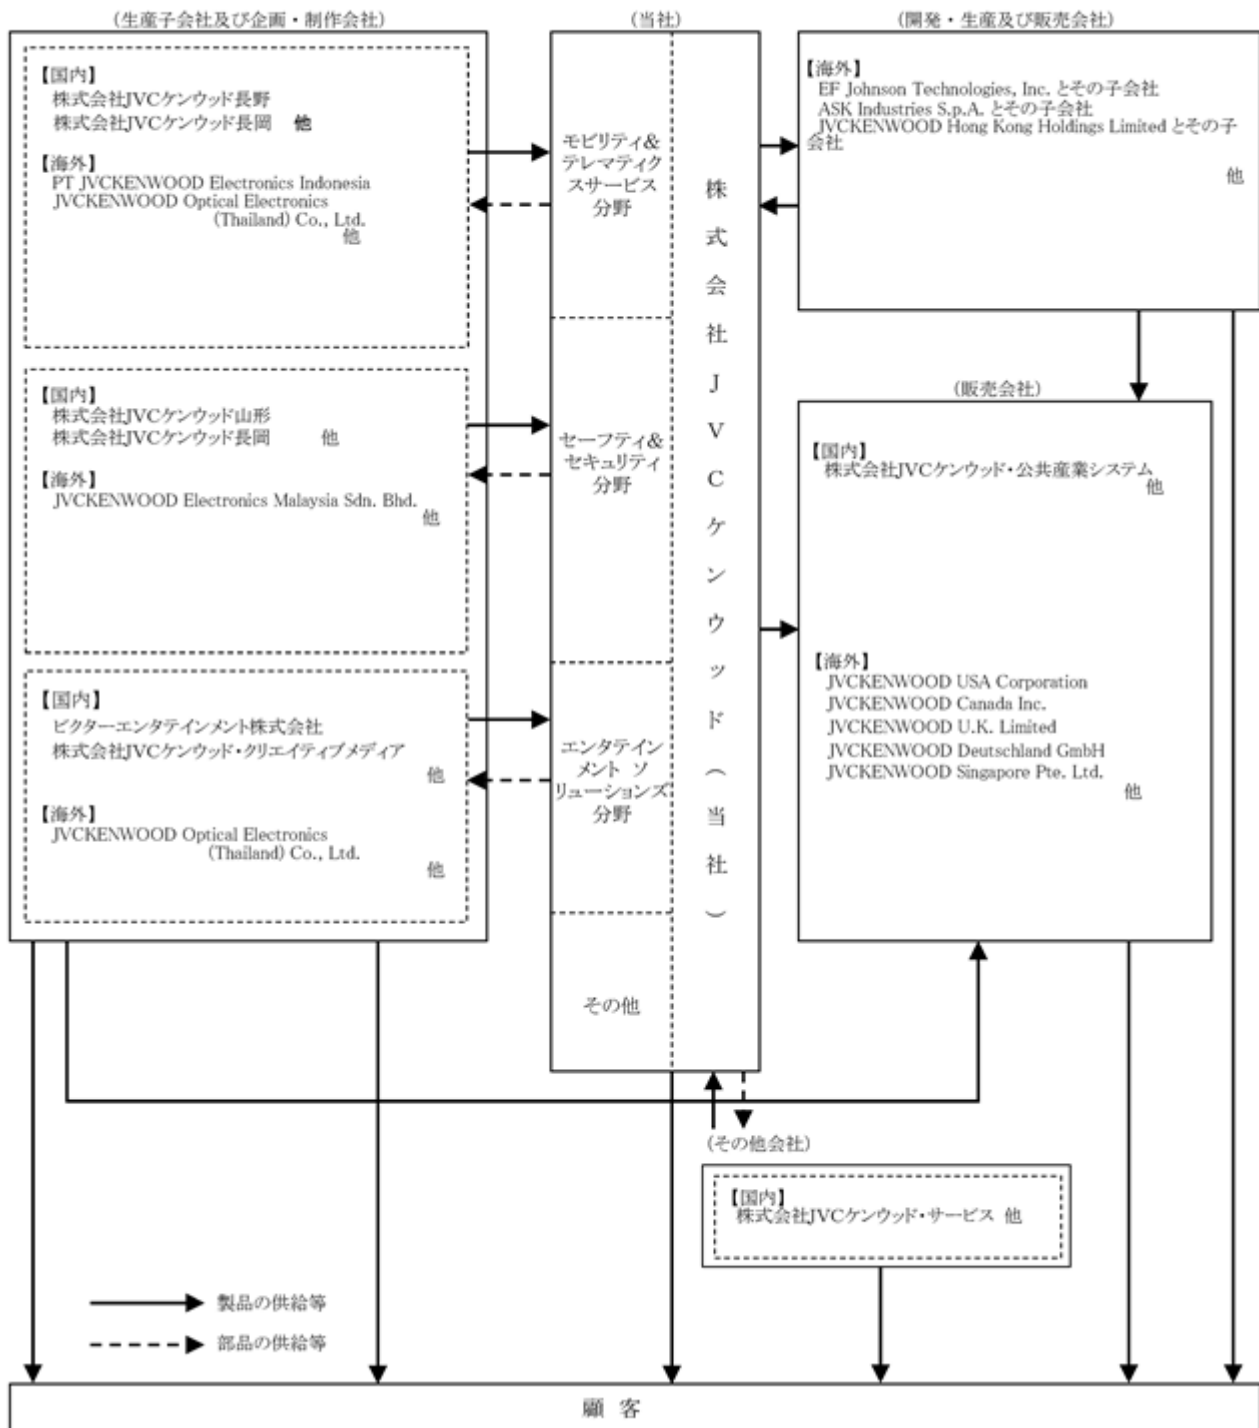 (生産子会社及び企画・制作会社)
【国内】
株式会社JVCケンウッド長野
株式会社JVCケンウッド長岡 他
【海外】
PT JVCKENWOOD Electronics Indonesia
JVCKENWOOD Optical Electronics
(Thailand) Co., Ltd.
他
【国内】
株式会社JVCケンウッド山形
株式会社JVCケンウッド長岡 他
【海外】
JVCKENWOOD Electronics Malaysia Sdn. Bhd.
他
【国内】
ビクターエンタテインメント株式会社
株式会社JVCケンウッド・クリエイティブメディア
他
【海外】
JVCKENWOOD Optical Electronics
(Thailand) Co., Ltd.
他
(当社)
モビリティ&
テレマティク
スサービス
分野
セーフティ&
セキュリティ
分野
エンタテイン
メント ソ
リューションズ
分野
その他
株式会社JVCケンウッド(当社)
(開発・生産及び販売会社)
【海外】
EF Johnson Technologies, Inc. とその子会社
ASK Industries S.p.A. とその子会社
JVCKENWOOD Hong Kong Holdings Limited とその子
会社
他
(販売会社)
【国内】
株式会社JVCケンウッド・公共産業システム
他
【海外】
JVCKENWOOD USA Corporation
JVCKENWOOD Canada Inc.
JVCKENWOOD U.K. Limited
JVCKENWOOD Deutschland GmbH
JVCKENWOOD Singapore Pte. Ltd.
他
(その他会社)
【国内】
株式会社JVCケンウッド・サービス 他
製品の供給等
部品の供給等
顧 客